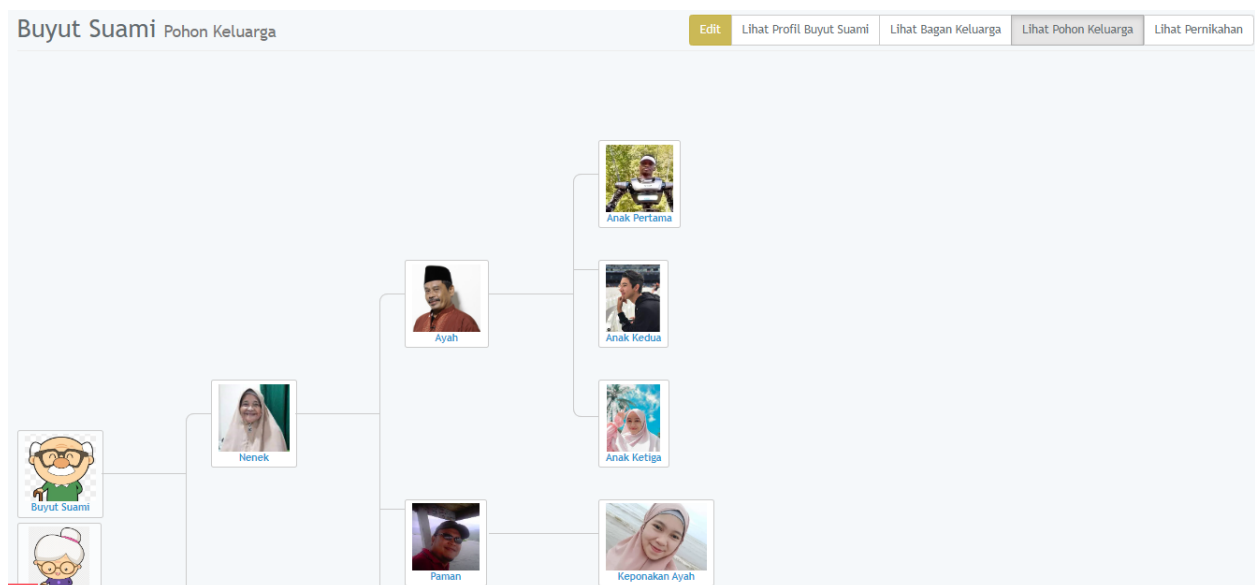 Buyut Suami Pohon Keluarga
Edit Lihat Profil Buyut Suami Lihat Bagan Keluarga Lihat Pohon Keluarga Lihat Pernikahan
Anak Pertama
Ayah
Anak Kedua
Nenek
Anak Ketiga
Buyut Suami
Paman
Keponakan Ayah